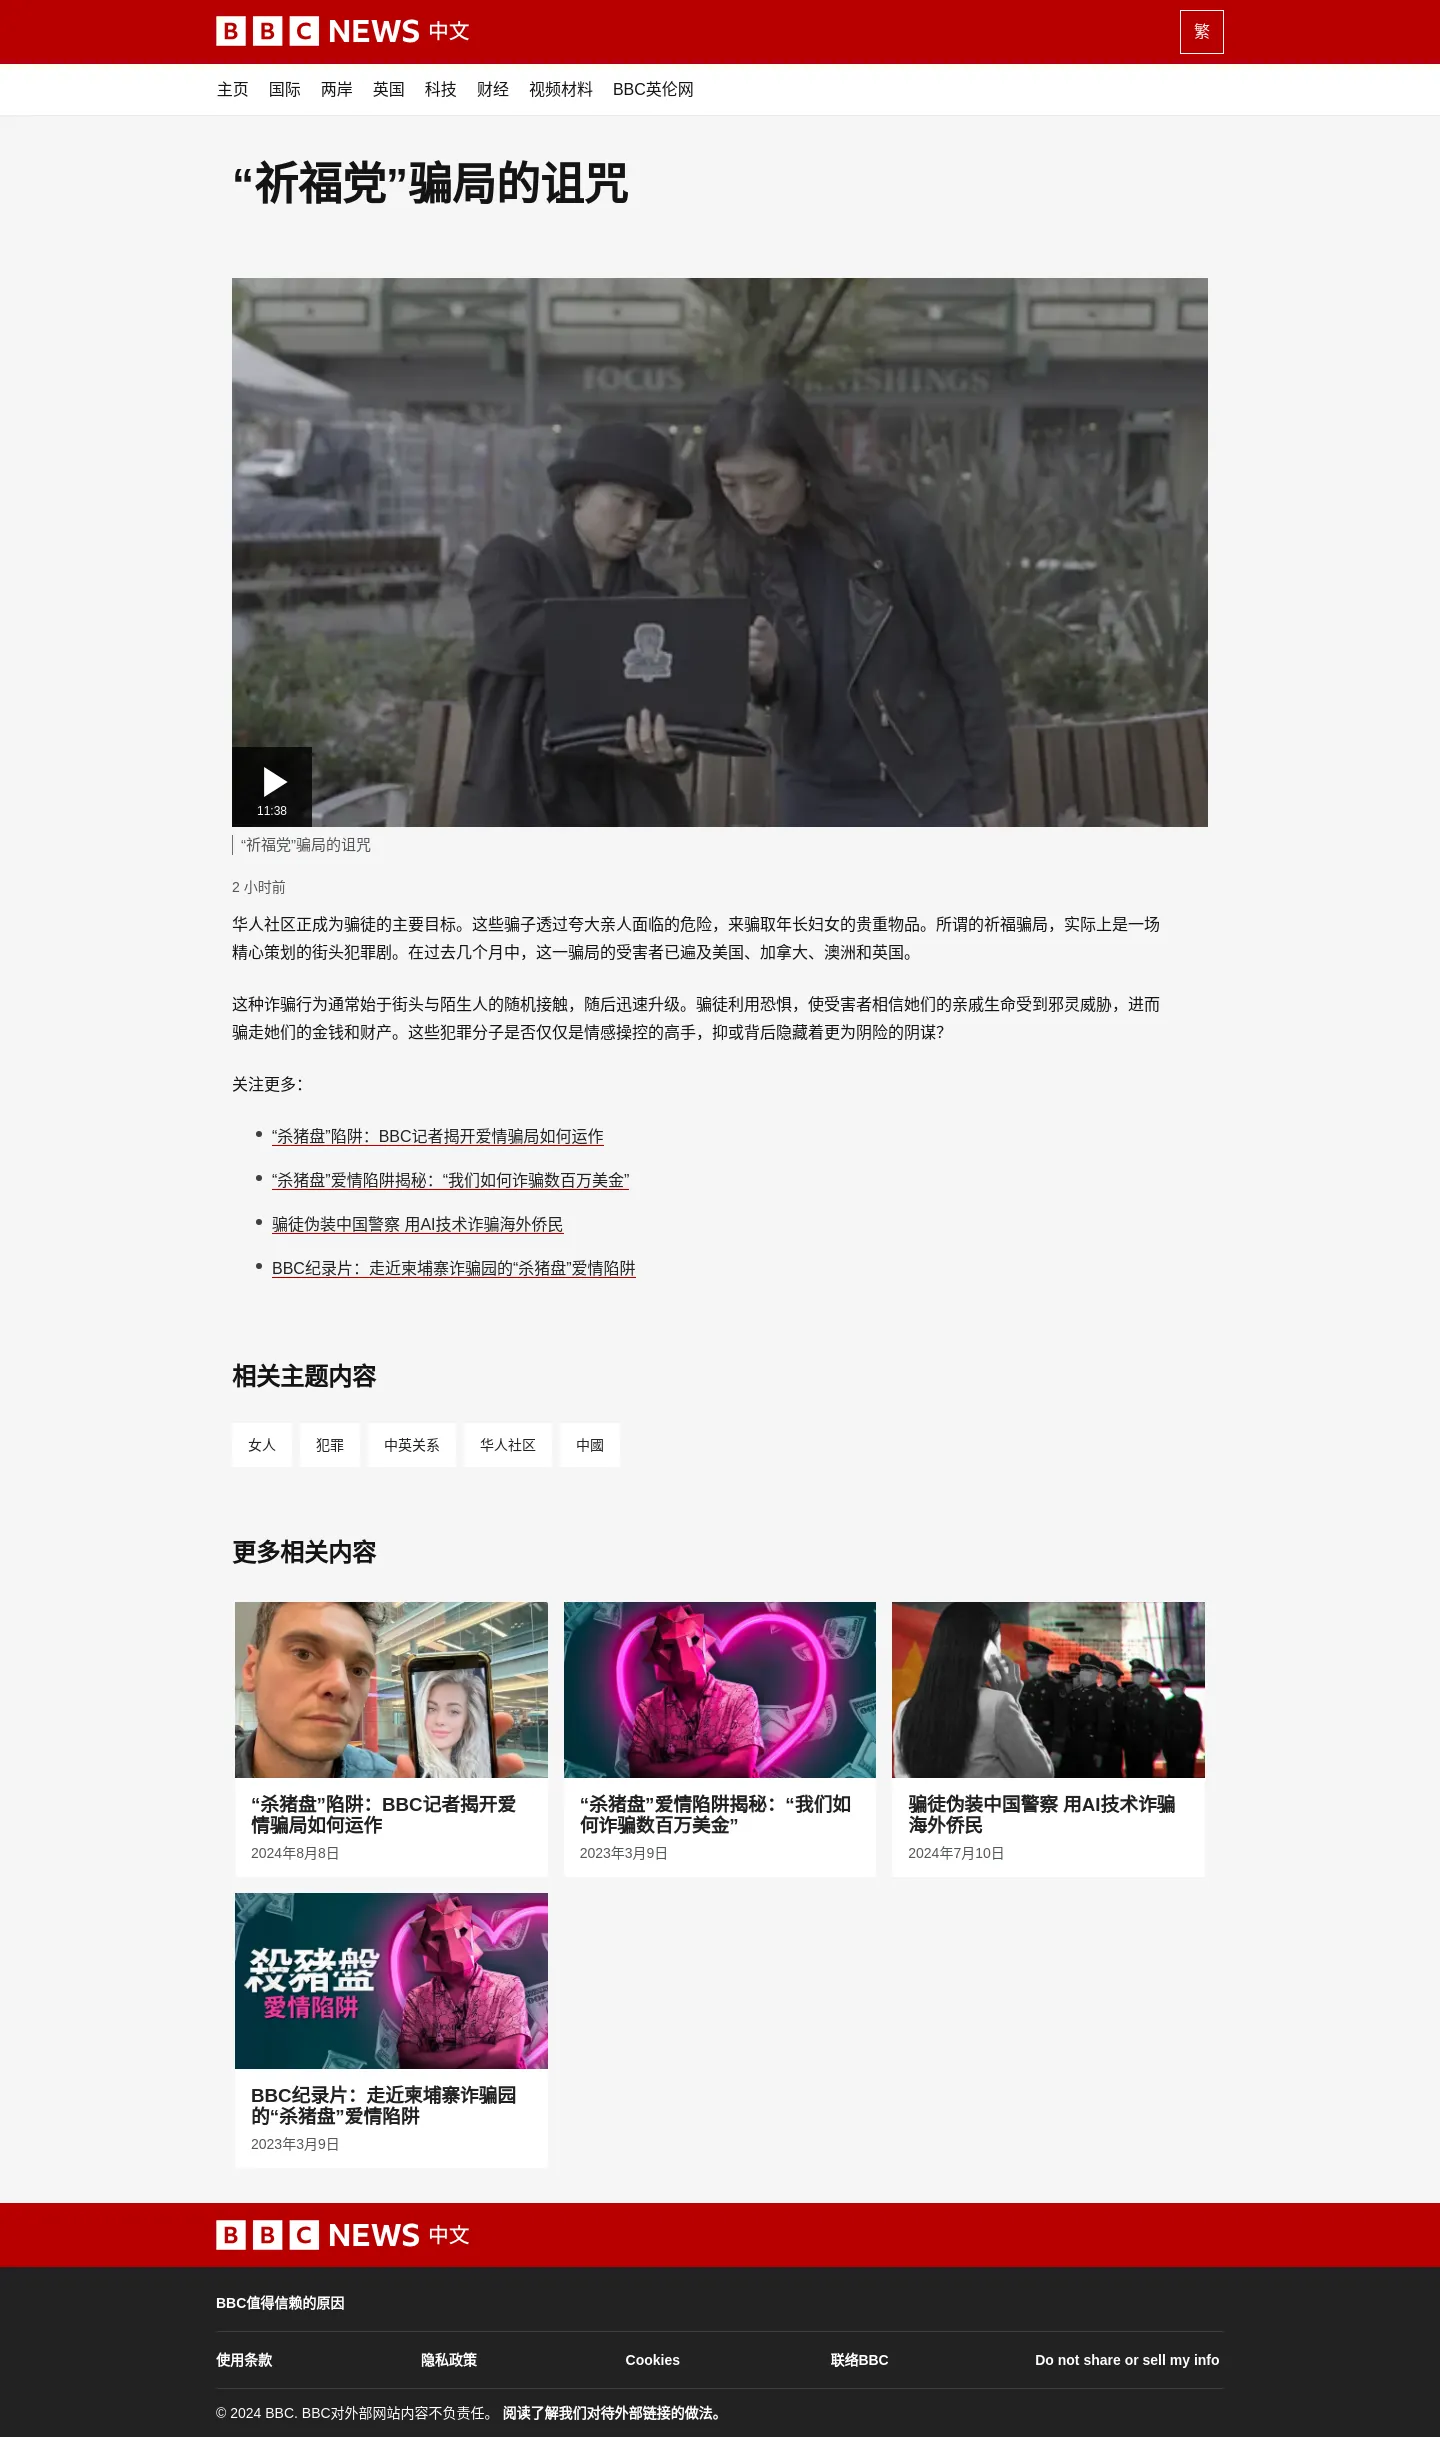 BBC NEWS 中文
繁
主页 国际 两岸 英国 科技 财经 视频材料 BBC英伦网
“祈福党”骗局的诅咒
FOCUS
11:38
“祈福党”骗局的诅咒
2 小时前
华人社区正成为骗徒的主要目标。这些骗子透过夸大亲人面临的危险，来骗取年长妇女的贵重物品。所谓的祈福骗局，实际上是一场
精心策划的街头犯罪剧。在过去几个月中，这一骗局的受害者已遍及美国、加拿大、澳洲和英国。
这种诈骗行为通常始于街头与陌生人的随机接触，随后迅速升级。骗徒利用恐惧，使受害者相信她们的亲戚生命受到邪灵威胁，进而
骗走她们的金钱和财产。这些犯罪分子是否仅仅是情感操控的高手，抑或背后隐藏着更为阴险的阴谋？
关注更多：
“杀猪盘”陷阱：BBC记者揭开爱情骗局如何运作
“杀猪盘”爱情陷阱揭秘：“我们如何诈骗数百万美金”
骗徒伪装中国警察 用AI技术诈骗海外侨民
BBC纪录片：走近柬埔寨诈骗园的“杀猪盘”爱情陷阱
相关主题内容
女人 犯罪 中英关系 华人社区 中國
更多相关内容
“杀猪盘”陷阱：BBC记者揭开爱
情骗局如何运作
2024年8月8日
“杀猪盘”爱情陷阱揭秘：“我们如
何诈骗数百万美金”
2023年3月9日
骗徒伪装中国警察 用AI技术诈骗
海外侨民
2024年7月10日
殺豬盤
愛情陷阱
BBC纪录片：走近柬埔寨诈骗园
的“杀猪盘”爱情陷阱
2023年3月9日
BBC NEWS 中文
BBC值得信赖的原因
使用条款 隐私政策 Cookies 联络BBC Do not share or sell my info
© 2024 BBC. BBC对外部网站内容不负责任。 阅读了解我们对待外部链接的做法。